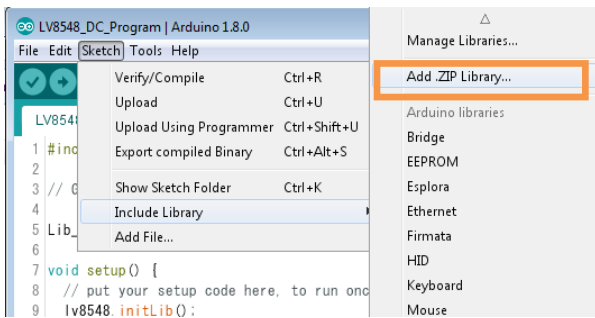 LV8548_DC_Program | Arduino 1.8.0
File Edit Sketch Tools Help
Verify/Compile Ctrl+R
Upload Ctrl+U
Upload Using Programmer Ctrl+Shift+U
Export compiled Binary Ctrl+Alt+S
Show Sketch Folder Ctrl+K
Include Library
Add File...
Manage Libraries...
Add .ZIP Library...
Arduino libraries
Bridge
EEPROM
Esplora
Ethernet
Firmata
HID
Keyboard
Mouse
LV854
1 #inc
2
3 // G
4
5 Lib_
6
7 void setup() {
8 // put your setup code here, to run onc
9 lv8548.initLib();